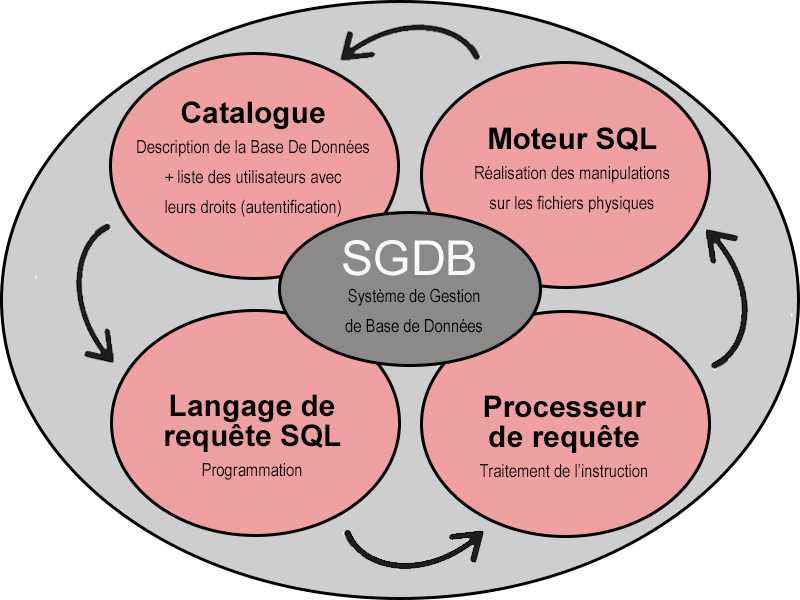 Catalogue
Description de la Base De Données
+ liste des utilisateurs avec
leurs droits (autentification)
Moteur SQL
Réalisation des manipulations
sur les fichiers physiques
SGDB
Système de Gestion
de Base de Données
Langage de
requête SQL
Programmation
Processeur
de requête
Traitement de l'instruction